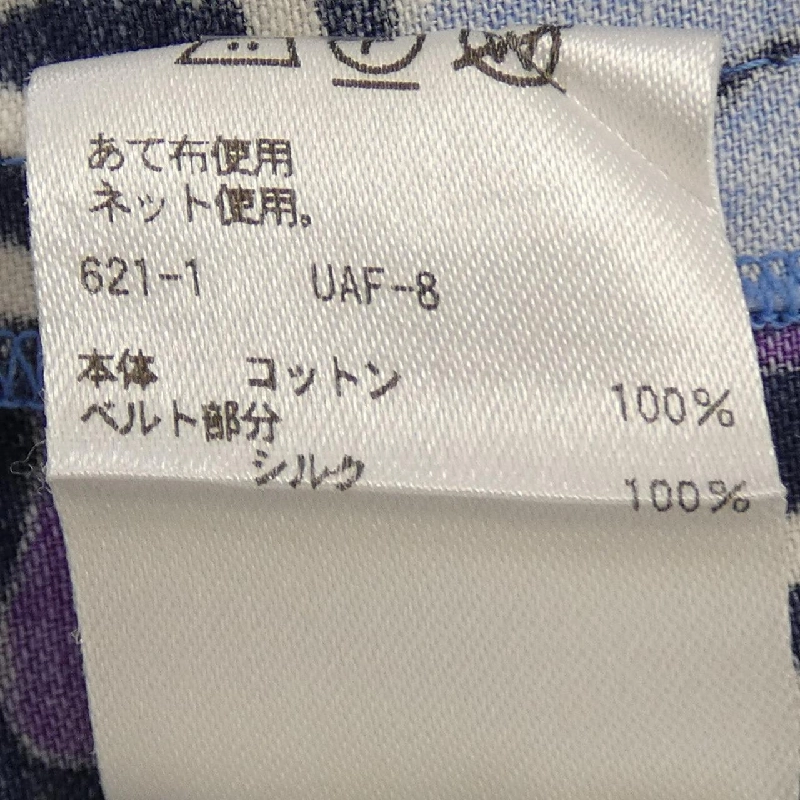 あて布使用
ネット使用。
621-1 UAF-8
本体 コットン 100%
ベルト部分
シルク 100%